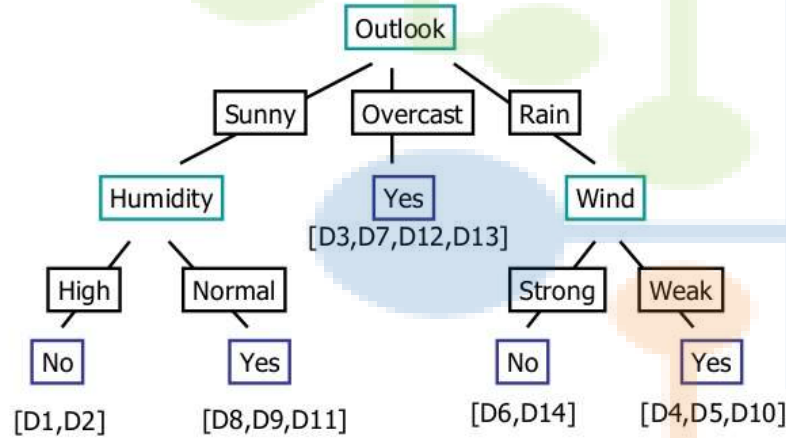 Outlook
Sunny Overcast Rain
Humidity Yes Wind
[D3,D7,D12,D13]
High Normal Strong Weak
No Yes No Yes
[D1,D2] [D8,D9,D11] [D6,D14] [D4,D5,D10]